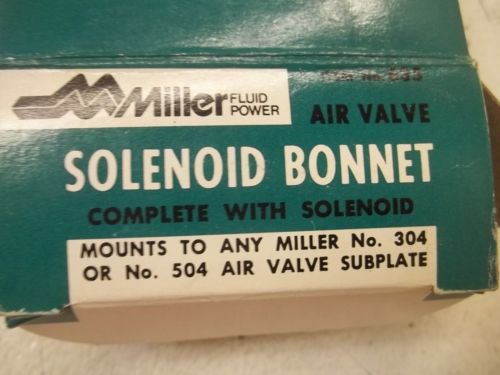 Miller FLUID POWER
No.
AIR VALVE
SOLENOID BONNET
COMPLETE WITH SOLENOID
MOUNTS TO ANY MILLER No. 304
OR No. 504 AIR VALVE SUBPLATE